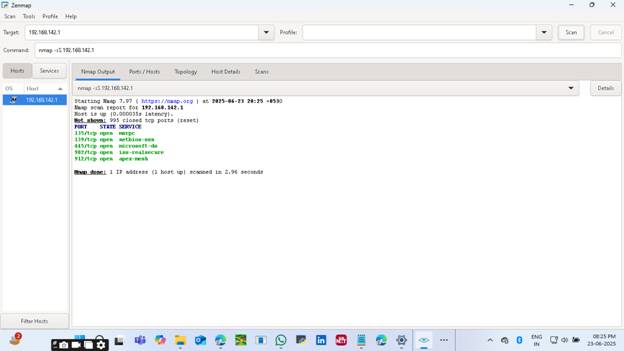 Zenmap
Scan Tools Profile Help
Target: 192.168.142.1 Profile: Scan Cancel
Command: nmap -sS 192.168.142.1
Hosts Services Nmap Output Ports / Hosts Topology Host Details Scans
OS Host nmap -sS 192.168.142.1 Details
192.168.142.1
Starting Nmap 7.97 ( https://nmap.org ) at 2025-06-23 20:25 +0530
Nmap scan report for 192.168.142.1
Host is up (0.000035s latency).
Not shown: 995 closed tcp ports (reset)
PORT STATE SERVICE
135/tcp open msrpc
139/tcp open netbios-ssn
445/tcp open microsoft-ds
902/tcp open iss-realsecure
912/tcp open apex-mesh
Nmap done: 1 IP address (1 host up) scanned in 2.96 seconds
Filter Hosts
2
ENG
IN
08:25 PM
23-06-2025